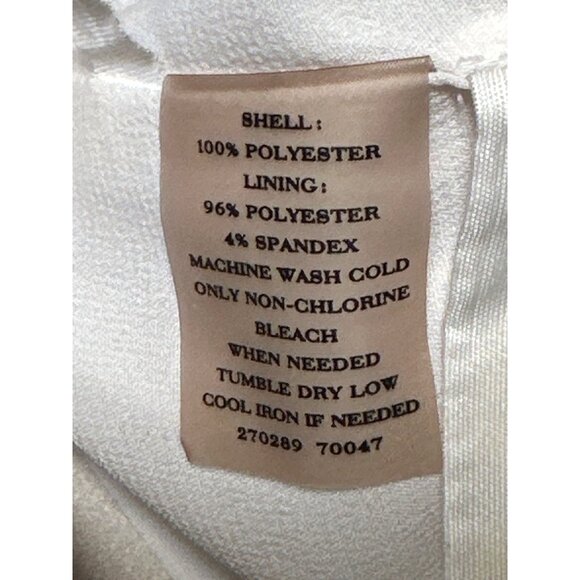 SHELL:
100% POLYESTER
LINING:
96% POLYESTER
4% SPANDEX
MACHINE WASH COLD
ONLY NON-CHLORINE
BLEACH
WHEN NEEDED
TUMBLE DRY LOW
COOL IRON IF NEEDED
270289 70047